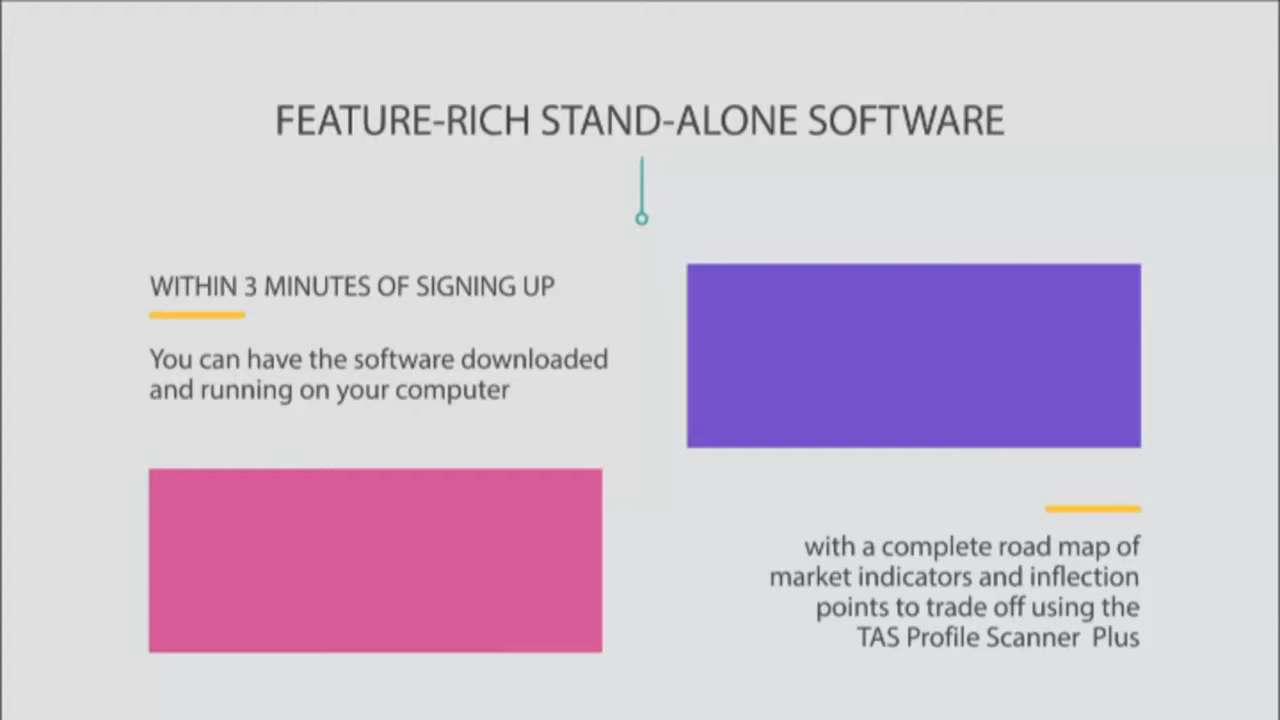 FEATURE-RICH STAND-ALONE SOFTWARE
WITHIN 3 MINUTES OF SIGNING UP
You can have the software downloaded
and running on your computer
with a complete road map of
market indicators and inflection
points to trade off using the
TAS Profile Scanner  Plus